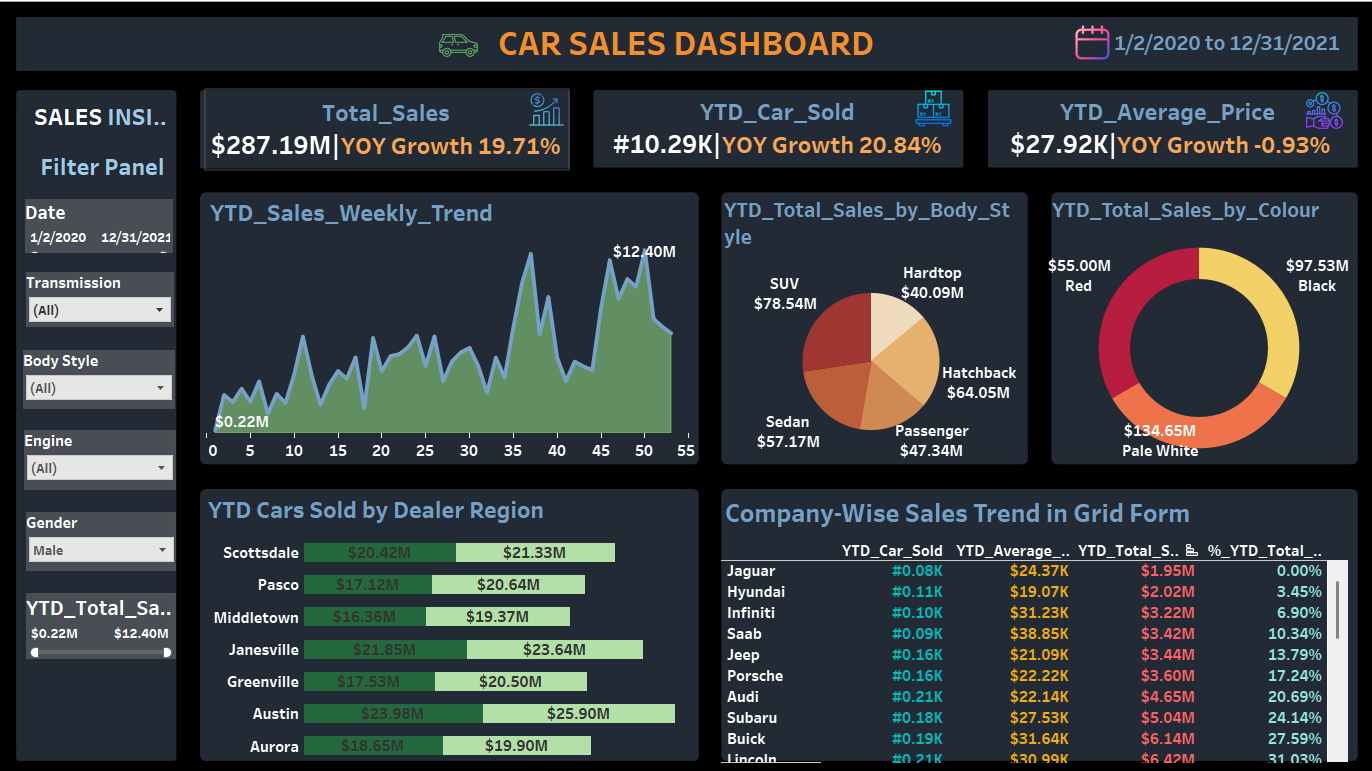 CAR SALES DASHBOARD
1/2/2020 to 12/31/2021
SALES INSI..
Filter Panel
Date
1/2/2020 12/31/2021
Transmission
(All)
Body Style
(All)
Engine
(All)
Gender
Male
YTD_Total_Sa..
$0.22M $12.40M
Total_Sales
$287.19M|YOY Growth 19.71%
YTD_Car_Sold
#10.29K|YOY Growth 20.84%
YTD_Average_Price
$27.92K|YOY Growth -0.93%
YTD_Sales_Weekly_Trend
$12.40M
$0.22M
0 5 10 15 20 25 30 35 40 45 50 55
YTD_Total_Sales_by_Body_St
yle
Hardtop
$40.09M
SUV
$78.54M
Hatchback
$64.05M
Sedan
$57.17M
Passenger
$47.34M
YTD_Total_Sales_by_Colour
$55.00M
Red
$97.53M
Black
$134.65M
Pale White
YTD Cars Sold by Dealer Region
Scottsdale $20.42M $21.33M
Pasco $17.12M $20.64M
Middletown $16.36M $19.37M
Janesville $21.85M $23.64M
Greenville $17.53M $20.50M
Austin $23.98M $25.90M
Aurora $18.65M $19.90M
Company-Wise Sales Trend in Grid Form
YTD_Car_Sold YTD_Average_.. YTD_Total_S.. %_YTD_Total_..
Jaguar #0.08K $24.37K $1.95M 0.00%
Hyundai #0.11K $19.07K $2.02M 3.45%
Infiniti #0.10K $31.23K $3.22M 6.90%
Saab #0.09K $38.85K $3.42M 10.34%
Jeep #0.16K $21.09K $3.44M 13.79%
Porsche #0.16K $22.22K $3.60M 17.24%
Audi #0.21K $22.14K $4.65M 20.69%
Subaru #0.18K $27.53K $5.04M 24.14%
Buick #0.19K $31.64K $6.14M 27.59%
Lincoln #0.21K $30.99K $6.42M 31.03%